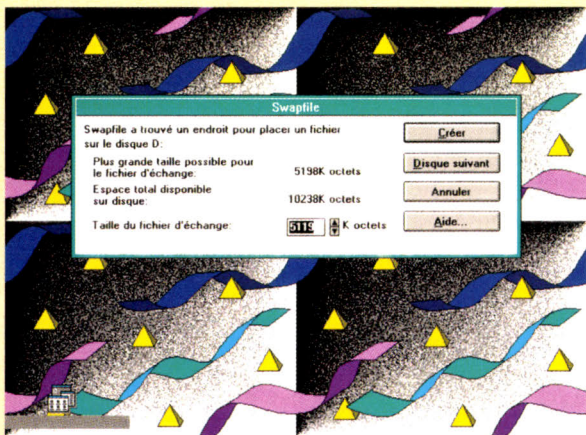 Swapfile
Swapfile a trouvé un endroit pour placer un fichier
sur le disque D:
Plus grande taille possible pour
le fichier d'échange:
5198K octets
Espace total disponible
sur disque:
10238K octets
Taille du fichier d'échange:
5119 K octets
Créer
Disque suivant
Annuler
Aide...